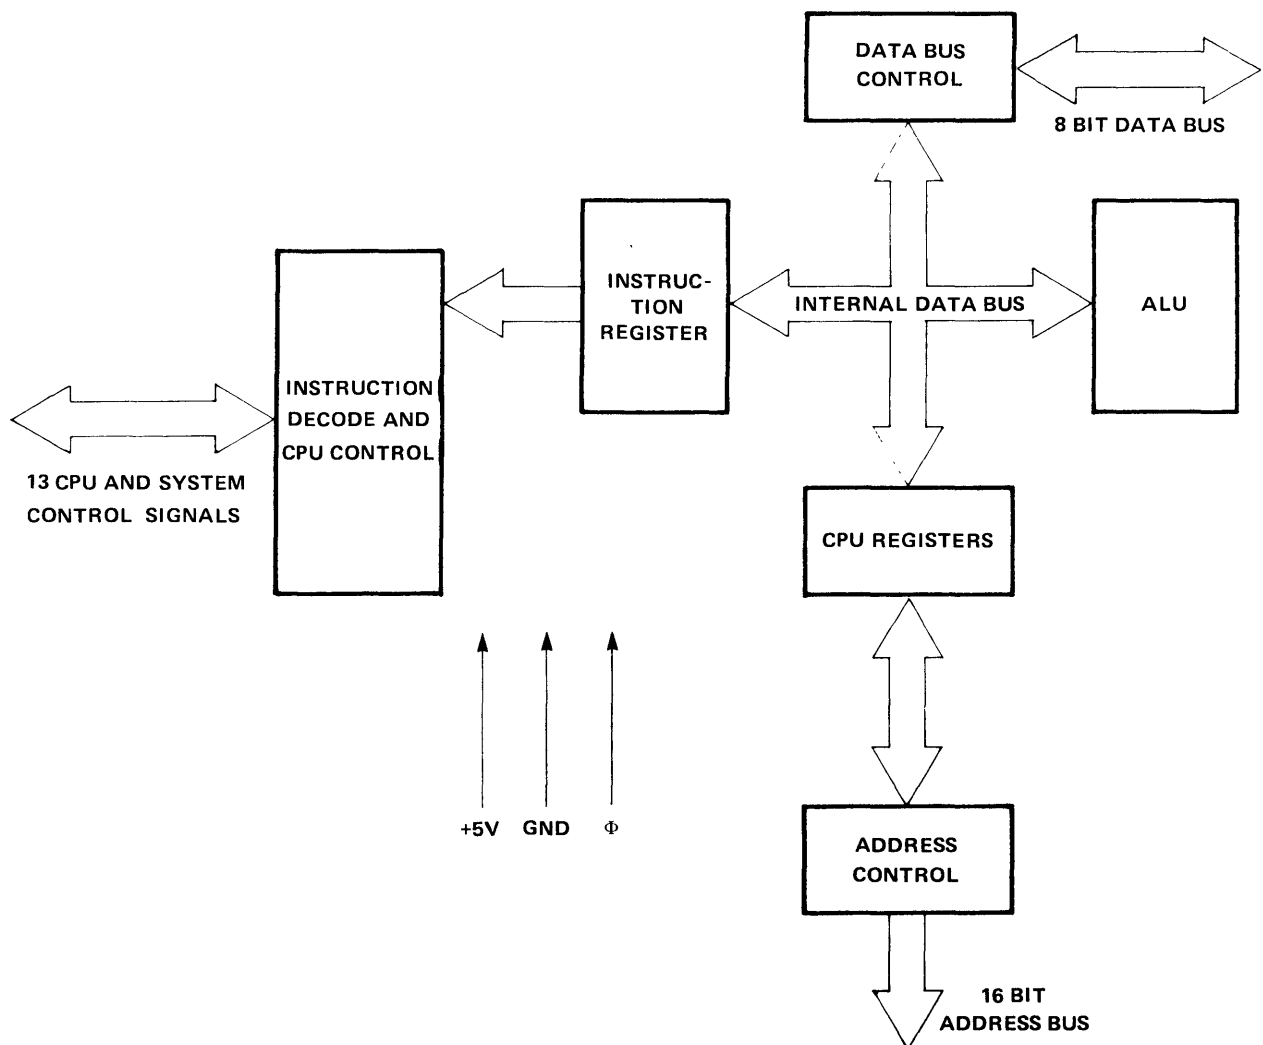 DATA BUS
CONTROL
8 BIT DATA BUS
INSTRUC-
TION
REGISTER
INTERNAL DATA BUS
ALU
INSTRUCTION
DECODE AND
CPU CONTROL
13 CPU AND SYSTEM
CONTROL SIGNALS
CPU REGISTERS
+5V GND Φ
ADDRESS
CONTROL
16 BIT
ADDRESS BUS